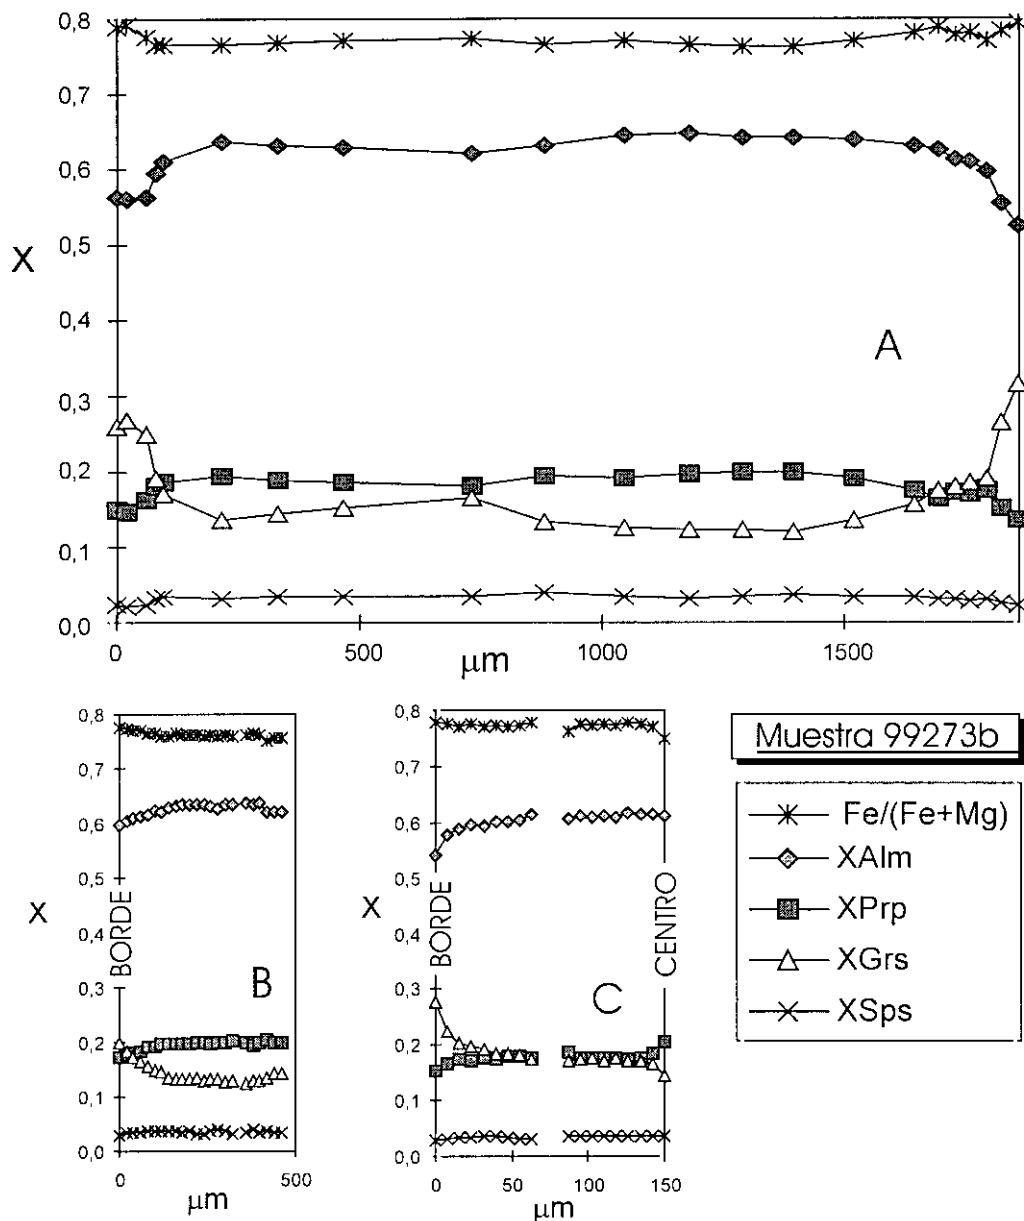 0,8
0,7
0,6
0,5
X
0,4
A
0,3
0,2
0,1
0,0
0
500
μm
1000
1500
0,8
0,7
0,6
0,5
X
BORDE
0,4
0,3
B
0,2
0,1
0,0
0
500
μm
0,8
0,7
0,6
0,5
X
BORDE
CENTRO
0,4
0,3
C
0,2
0,1
0,0
0
50
100
150
μm
Muestra 99273b
Fe/(Fe+Mg)
XAlm
XPrp
XGrs
XSps